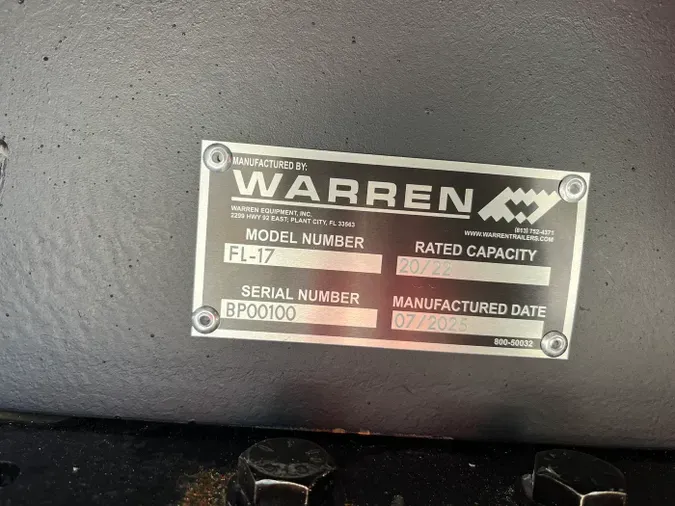 MANUFACTURED BY:
WARREN
WARREN EQUIPMENT, INC.
2299 HWY 92 EAST, PLANT CITY, FL 33563
(813) 752-4371
WWW.WARRENTRAILERS.COM
MODEL NUMBER
FL-17
RATED CAPACITY
20/22
SERIAL NUMBER
BP00100
MANUFACTURED DATE
07/2025
800-50032